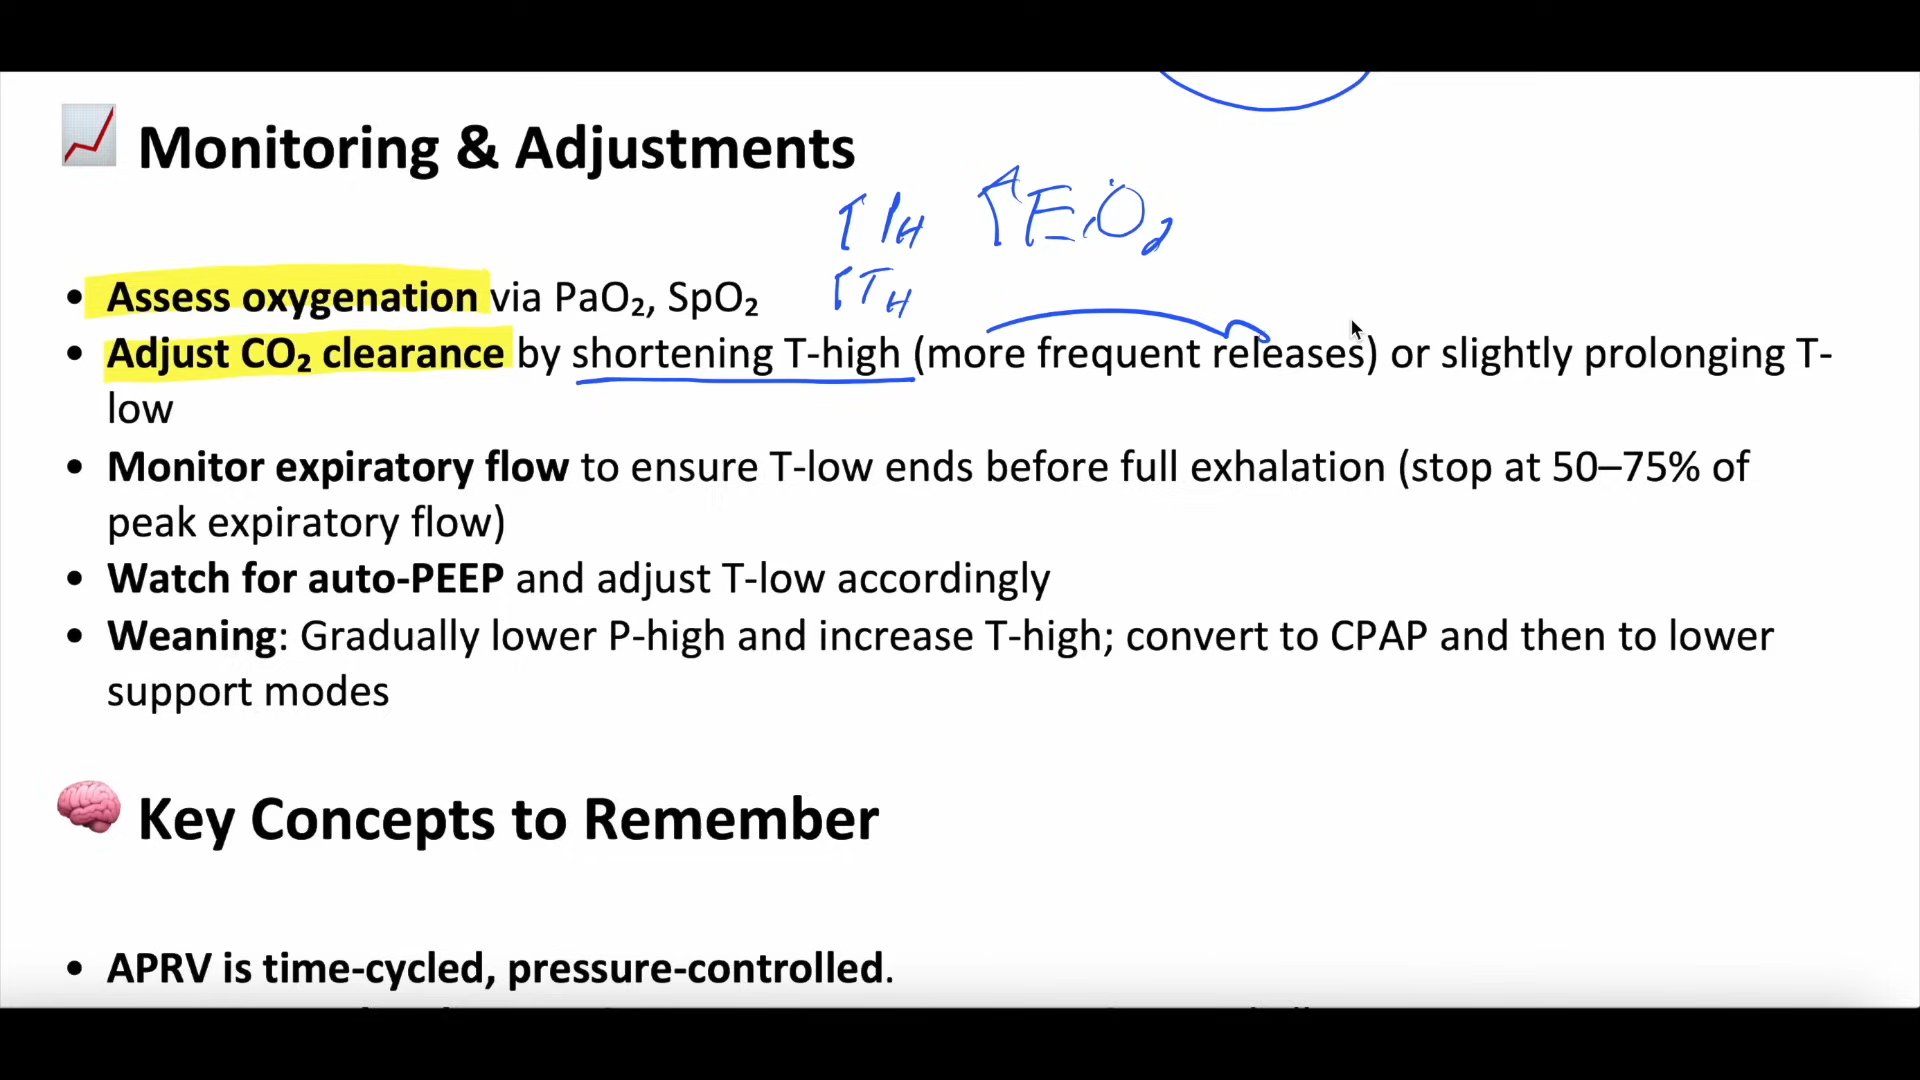 Monitoring & Adjustments
↑PH ↑FiO₂
• Assess oxygenation via PaO₂, SpO₂
↑TH
• Adjust CO₂ clearance by shortening T-high (more frequent releases) or slightly prolonging T-
low
• Monitor expiratory flow to ensure T-low ends before full exhalation (stop at 50–75% of
peak expiratory flow)
• Watch for auto-PEEP and adjust T-low accordingly
• Weaning: Gradually lower P-high and increase T-high; convert to CPAP and then to lower
support modes
Key Concepts to Remember
• APRV is time-cycled, pressure-controlled.